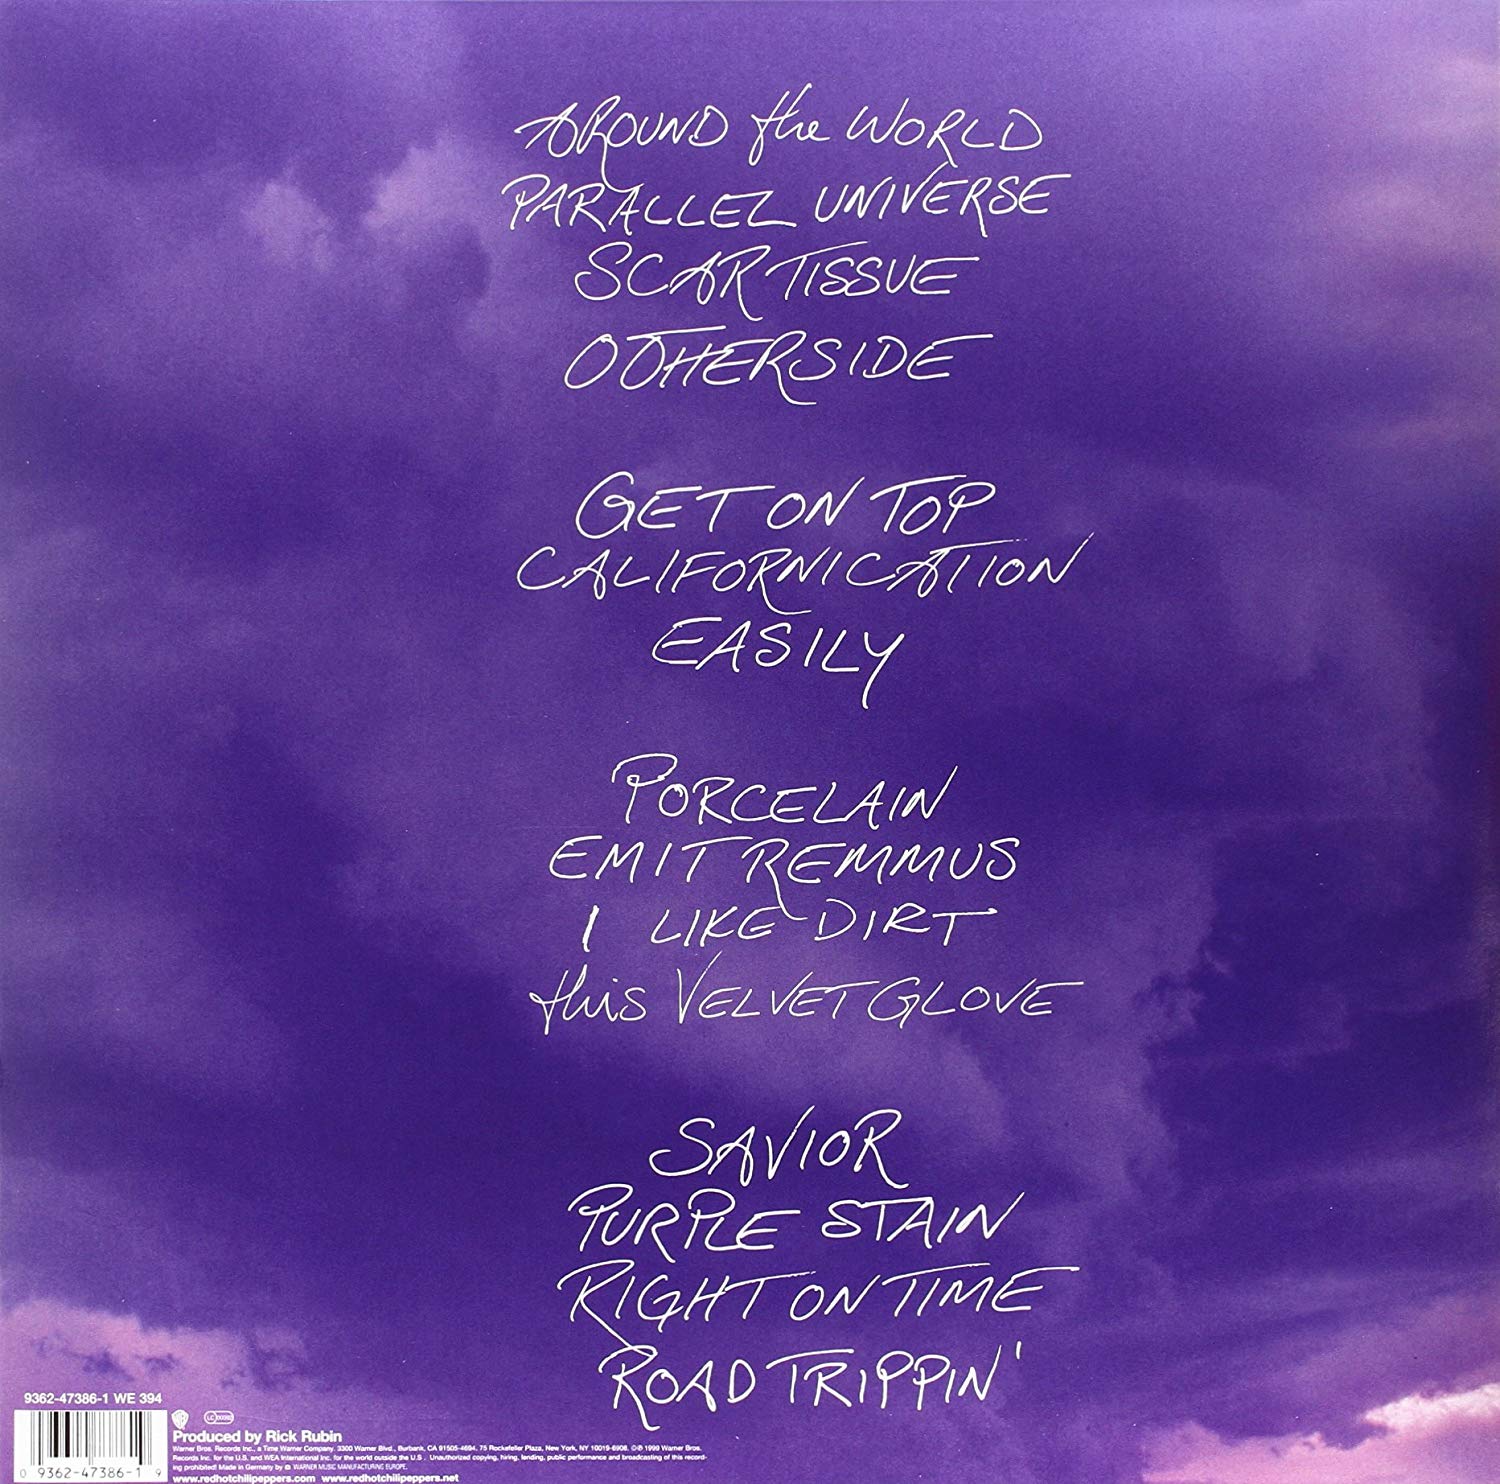 AROUND the WORLD
PARALLEL UNIVERSE
SCAR TISSUE
OTHERSIDE
GET ON TOP
CALIFORNICATION
EASILY
PORCELAIN
EMIT REMMUS
I LIKE DIRT
this VELVET GLOVE
SAVIOR
PURPLE STAIN
RIGHT ON TIME
ROAD TRIPPIN'
9362-47386-1 WE 394
0 9362-47386-1 9
Produced by Rick Rubin
Warner Bros. Records Inc., a Time Warner Company. 3300 Warner Blvd., Burbank, CA 91505-4694. 75 Rockefeller Plaza, New York, NY 10019-6908. ©℗ 1999 Warner Bros.
Records Inc. for the U.S. and WEA International Inc. for the world outside the U.S. Unauthorized copying, hiring, lending, public performance and broadcasting of this record-
ing prohibited! Made in Germany by WARNER MUSIC MANUFACTURING EUROPE.
www.redhotchilipeppers.com www.redhotchilipeppers.net